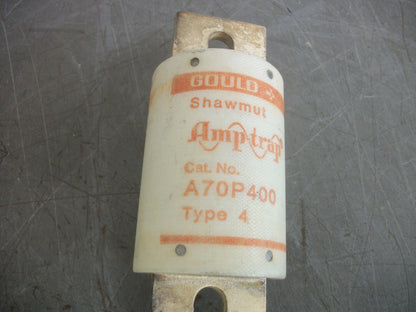 GOULD
Shawmut
Amp-trap
Cat. No.
A70P400
Type 4